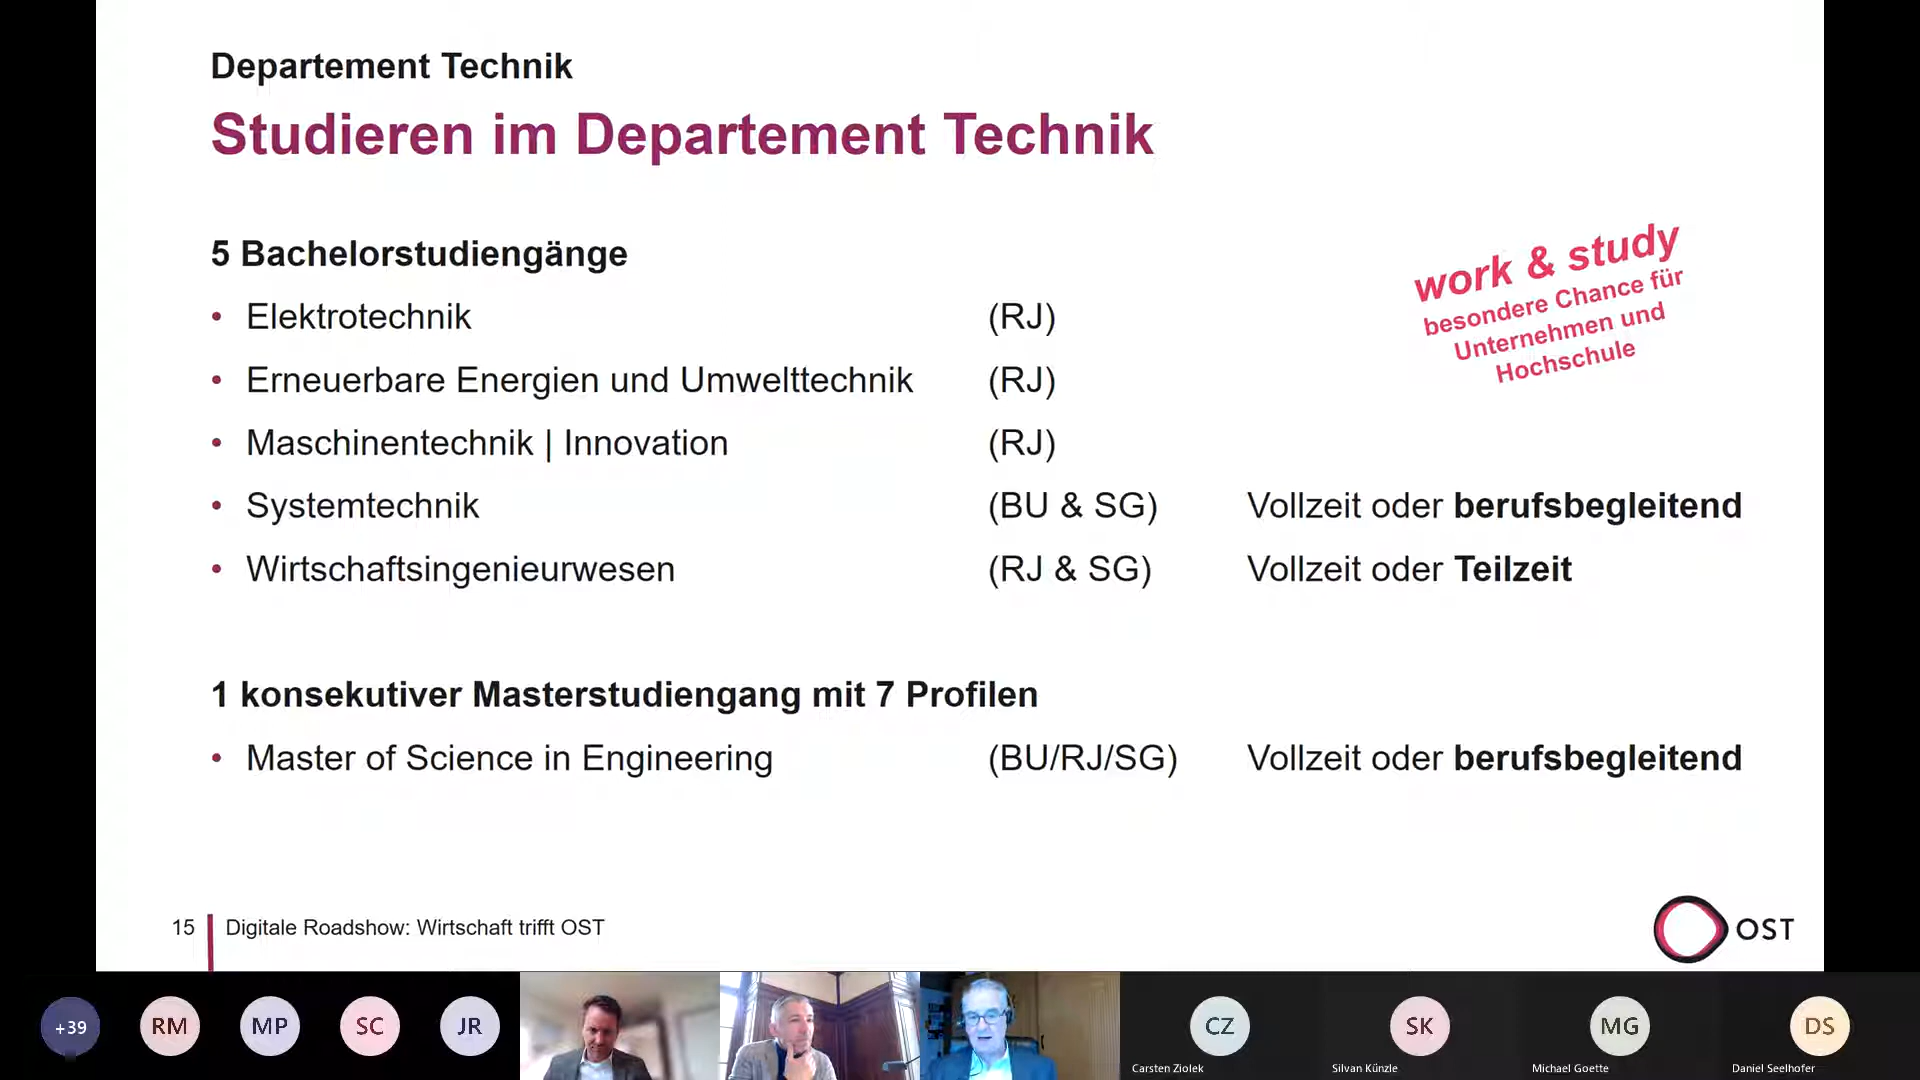 Departement Technik
Studieren im Departement Technik
5 Bachelorstudiengänge
work & study
besondere Chance für
Unternehmen und
Hochschule
• Elektrotechnik (RJ)
• Erneuerbare Energien und Umwelttechnik (RJ)
• Maschinentechnik | Innovation (RJ)
• Systemtechnik (BU & SG) Vollzeit oder berufsbegleitend
• Wirtschaftsingenieurwesen (RJ & SG) Vollzeit oder Teilzeit
1 konsekutiver Masterstudiengang mit 7 Profilen
• Master of Science in Engineering (BU/RJ/SG) Vollzeit oder berufsbegleitend
15 Digitale Roadshow: Wirtschaft trifft OST
OST
+39 RM MP SC JR CZ SK MG DS
Carsten Ziolek Silvan Künzle Michael Goette Daniel Seelhofer